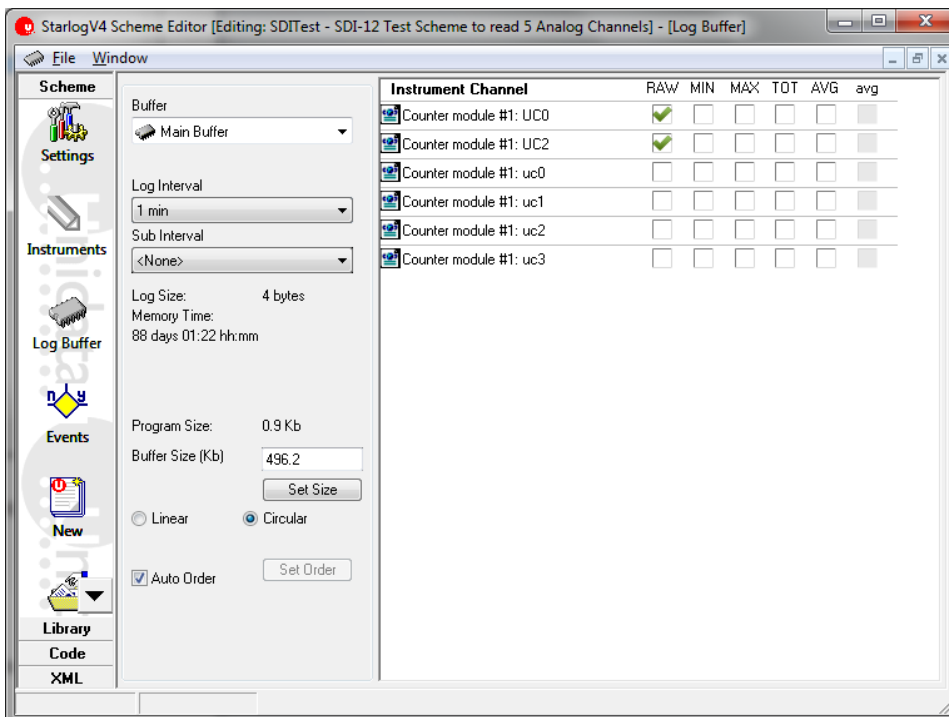 StarlogV4 Scheme Editor [Editing: SDITest - SDI-12 Test Scheme to read 5 Analog Channels] - [Log Buffer]
File Window
Scheme
Settings
Instruments
Log Buffer
Events
New
Library
Code
XML
Buffer
Main Buffer
Log Interval
1 min
Sub Interval
<None>
Log Size: 4 bytes
Memory Time:
88 days 01:22 hh:mm
Program Size: 0.9 Kb
Buffer Size (Kb) 496.2
Set Size
Linear Circular
Auto Order Set Order
Instrument Channel RAW MIN MAX TOT AVG avg
Counter module #1: UC0
Counter module #1: UC2
Counter module #1: uc0
Counter module #1: uc1
Counter module #1: uc2
Counter module #1: uc3